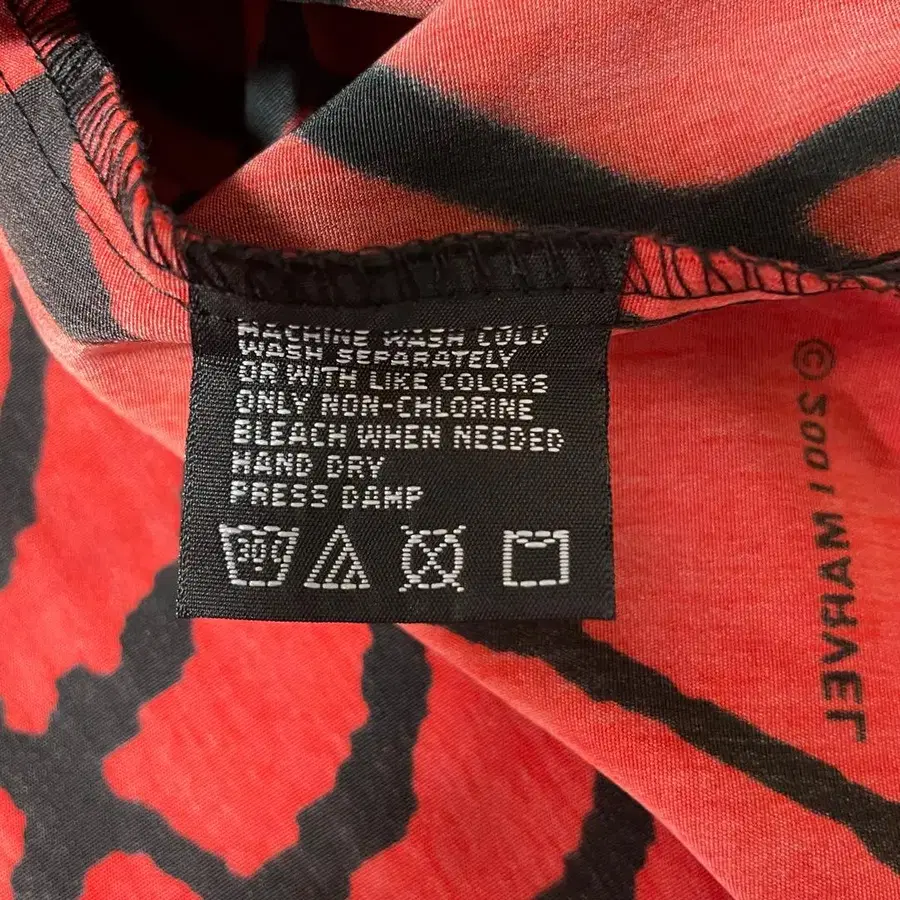 MACHINE WASH COLD
WASH SEPARATELY
OR WITH LIKE COLORS
ONLY NON-CHLORINE
BLEACH WHEN NEEDED
HAND DRY
PRESS DAMP
30C
© 2001 MARVEL